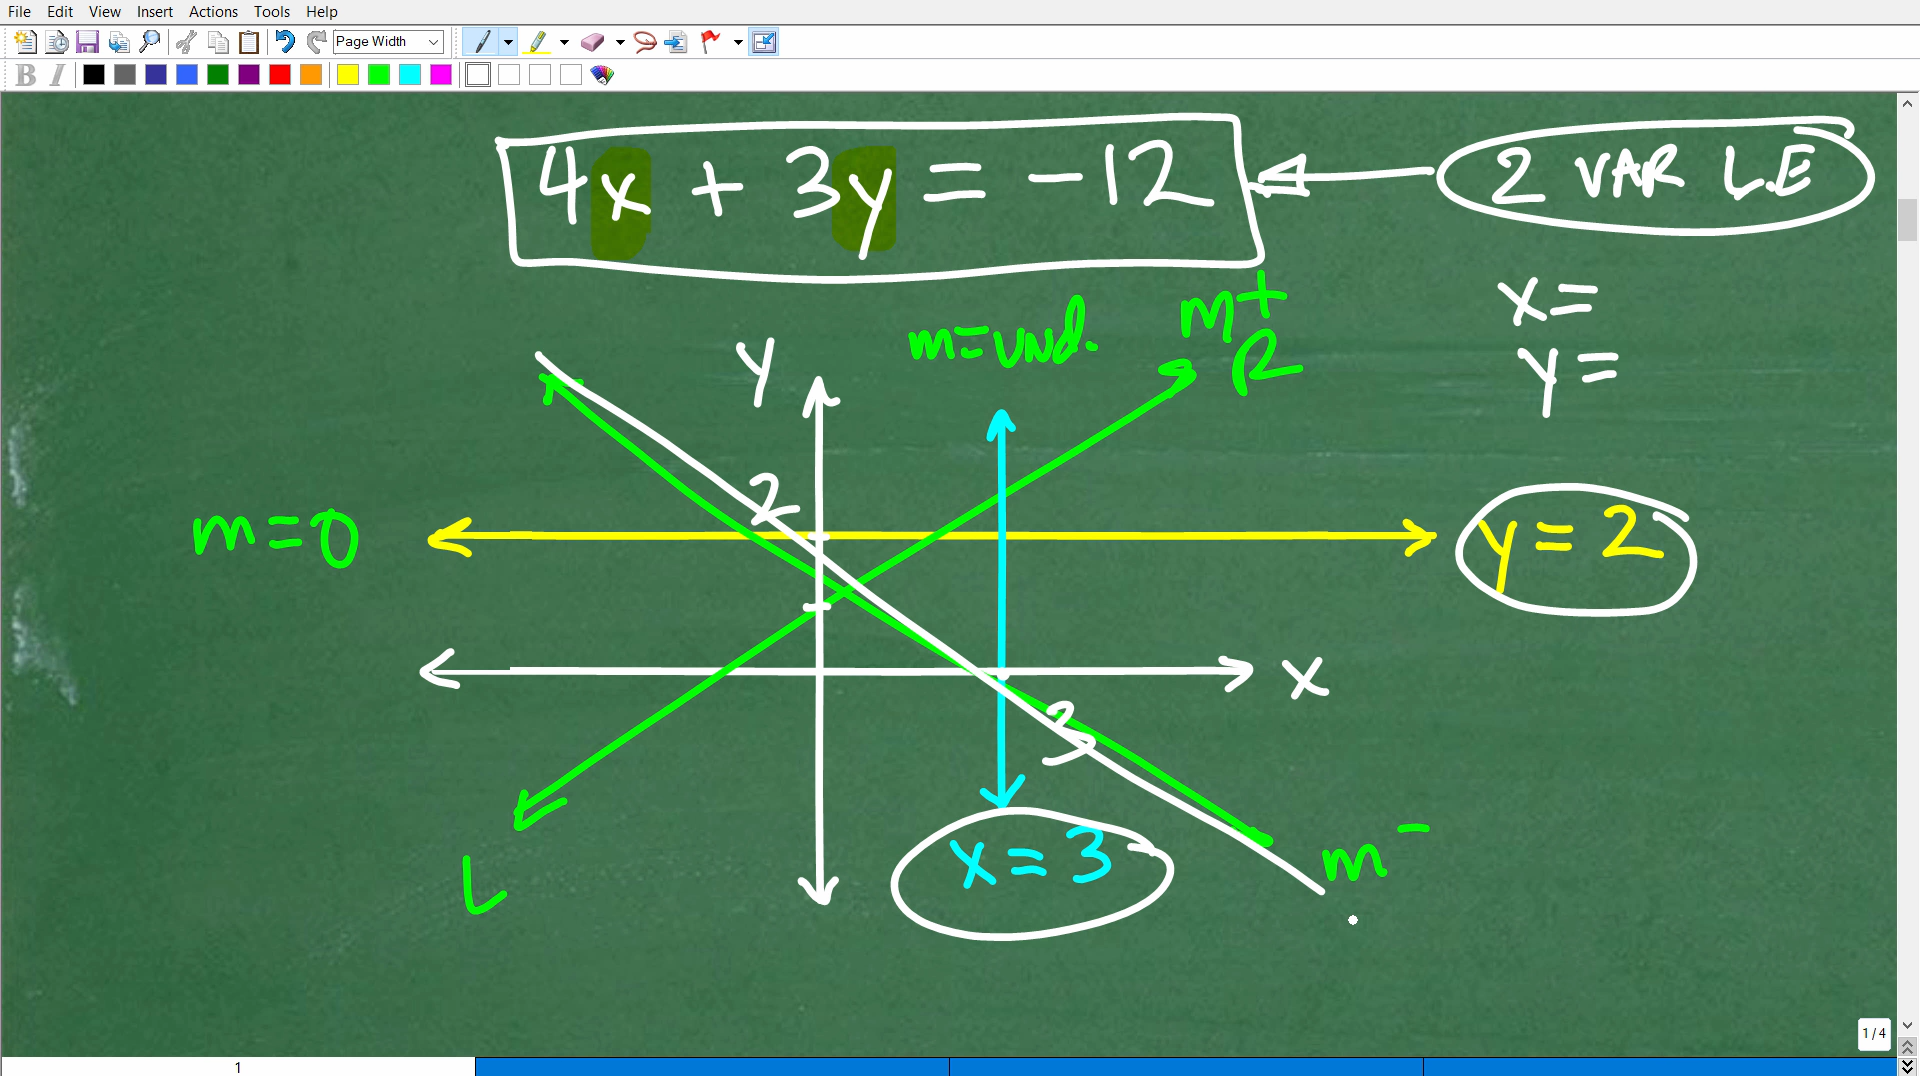 File Edit View Insert Actions Tools Help
Page Width
B I
4x + 3y = -12
2 VAR L.E
x=
y=
m=und.
m+
R
y
2
m=0
y = 2
x
3
x = 3
m-
L
1 / 4
1